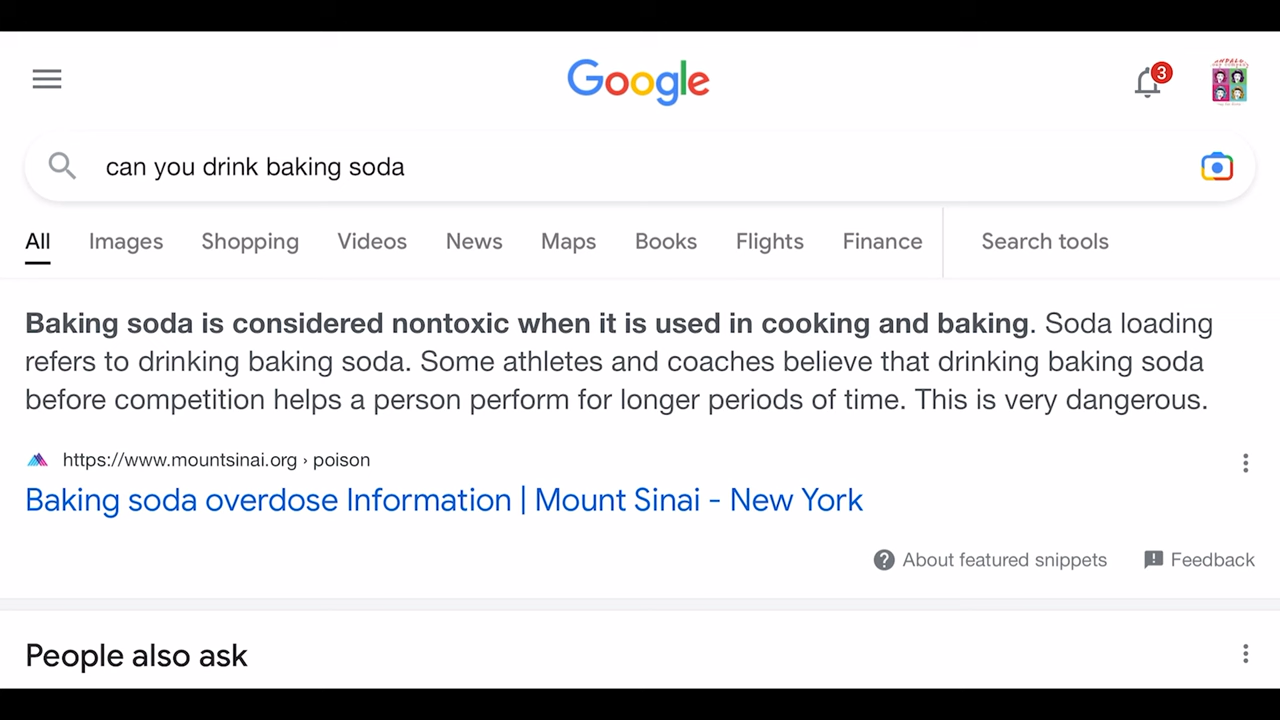 Google
3
can you drink baking soda
All Images Shopping Videos News Maps Books Flights Finance Search tools
Baking soda is considered nontoxic when it is used in cooking and baking. Soda loading
refers to drinking baking soda. Some athletes and coaches believe that drinking baking soda
before competition helps a person perform for longer periods of time. This is very dangerous.
https://www.mountsinai.org › poison
Baking soda overdose Information | Mount Sinai - New York
About featured snippets Feedback
People also ask